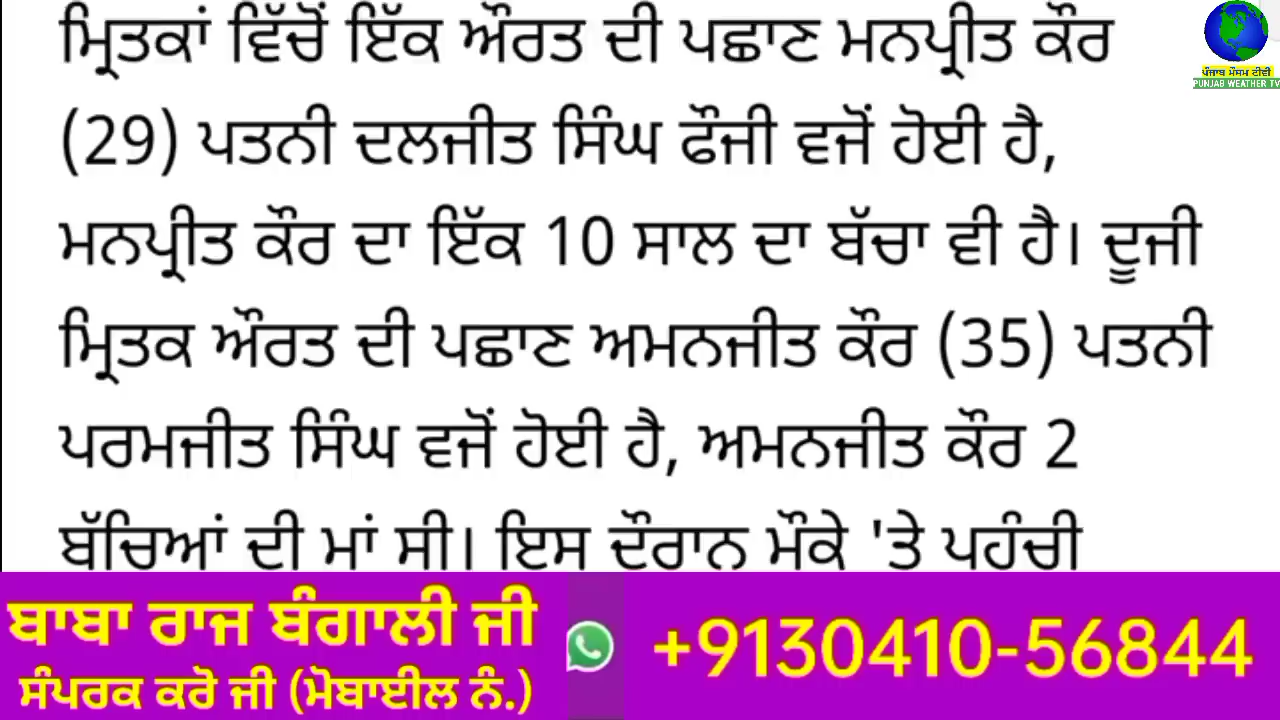 ਮ੍ਰਿਤਕਾਂ ਵਿੱਚੋਂ ਇੱਕ ਔਰਤ ਦੀ ਪਛਾਣ ਮਨਪ੍ਰੀਤ ਕੌਰ
(29) ਪਤਨੀ ਦਲਜੀਤ ਸਿੰਘ ਫੌਜੀ ਵਜੋਂ ਹੋਈ ਹੈ,
ਮਨਪ੍ਰੀਤ ਕੌਰ ਦਾ ਇੱਕ 10 ਸਾਲ ਦਾ ਬੱਚਾ ਵੀ ਹੈ। ਦੂਜੀ
ਮ੍ਰਿਤਕ ਔਰਤ ਦੀ ਪਛਾਣ ਅਮਨਜੀਤ ਕੌਰ (35) ਪਤਨੀ
ਪਰਮਜੀਤ ਸਿੰਘ ਵਜੋਂ ਹੋਈ ਹੈ, ਅਮਨਜੀਤ ਕੌਰ 2
ਬੱਚਿਆਂ ਦੀ ਮਾਂ ਸੀ। ਇਸ ਦੌਰਾਨ ਮੌਕੇ 'ਤੇ ਪਹੰਚੀ
ਪੰਜਾਬ ਮੌਸਮ ਟੀਵੀ
PUNJAB WEATHER TV
ਬਾਬਾ ਰਾਜ ਬੰਗਾਲੀ ਜੀ
ਸੰਪਰਕ ਕਰੋ ਜੀ (ਮੋਬਾਈਲ ਨੰ.)
+9130410-56844